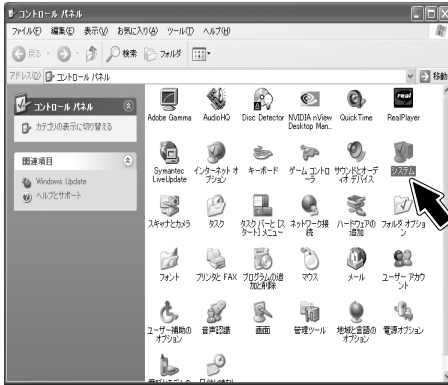 コントロール パネル
ファイル(F) 編集(E) 表示(V) お気に入り(A) ツール(T) ヘルプ(H)
戻る 検索 フォルダ
アドレス(D) コントロール パネル 移動
コントロール パネル
カテゴリの表示に切り替える
関連項目
Windows Update
ヘルプとサポート
Adobe Gamma AudioHQ Disc Detector NVIDIA nView Desktop Man... QuickTime RealPlayer
Symantec LiveUpdate インターネット オプション キーボード ゲーム コントローラ サウンドとオーディオ デバイス システム
スキャナとカメラ タスク タスク バーと [スタート] メニュー ネットワーク接続 ハードウェアの追加 フォルダ オプション
フォント プリンタと FAX プログラムの追加と削除 マウス メール ユーザー アカウント
ユーザー補助のオプション 音声認識 画面 管理ツール 地域と言語のオプション 電源オプション